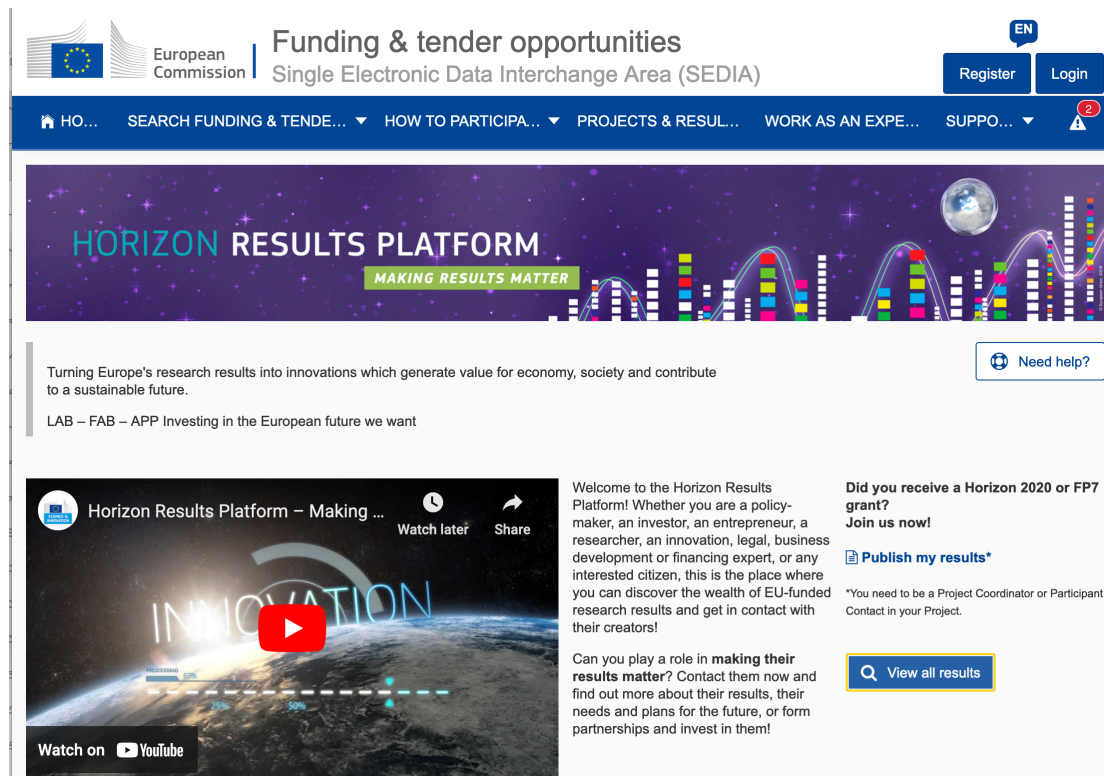 European
Commission
Funding & tender opportunities
Single Electronic Data Interchange Area (SEDIA)
EN
Register
Login
HO...
SEARCH FUNDING & TENDE...
HOW TO PARTICIPA...
PROJECTS & RESUL...
WORK AS AN EXPE...
SUPPO...
2
HORIZON RESULTS PLATFORM
MAKING RESULTS MATTER
Need help?
Turning Europe's research results into innovations which generate value for economy, society and contribute
to a sustainable future.
LAB – FAB – APP Investing in the European future we want
Horizon Results Platform – Making ...
Watch later
Share
INNOVATION
PROCESSING
60%
25%
50%
Watch on YouTube
Welcome to the Horizon Results
Platform! Whether you are a policy-
maker, an investor, an entrepreneur, a
researcher, an innovation, legal, business
development or financing expert, or any
interested citizen, this is the place where
you can discover the wealth of EU-funded
research results and get in contact with
their creators!
Can you play a role in making their
results matter? Contact them now and
find out more about their results, their
needs and plans for the future, or form
partnerships and invest in them!
Did you receive a Horizon 2020 or FP7
grant?
Join us now!
Publish my results*
*You need to be a Project Coordinator or Participant
Contact in your Project.
View all results